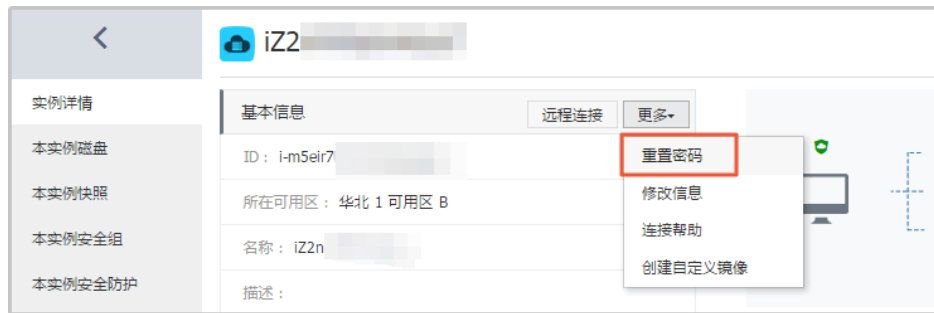 iZ2
实例详情
本实例磁盘
本实例快照
本实例安全组
本实例安全防护
基本信息
远程连接
更多
ID： i-m5eir7
所在可用区： 华北 1 可用区 B
名称： iZ2n
描述：
重置密码
修改信息
连接帮助
创建自定义镜像